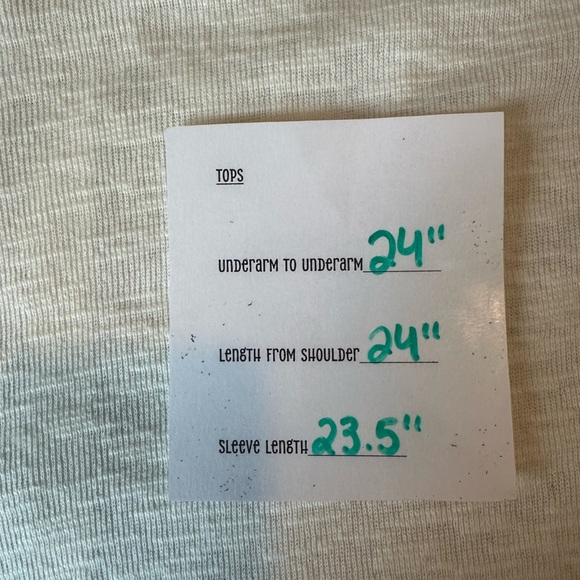 TOPS
UNDERARM TO UNDERARM 24"
LENGTH FROM SHOULDER 24"
SLEEVE LENGTH 23.5"